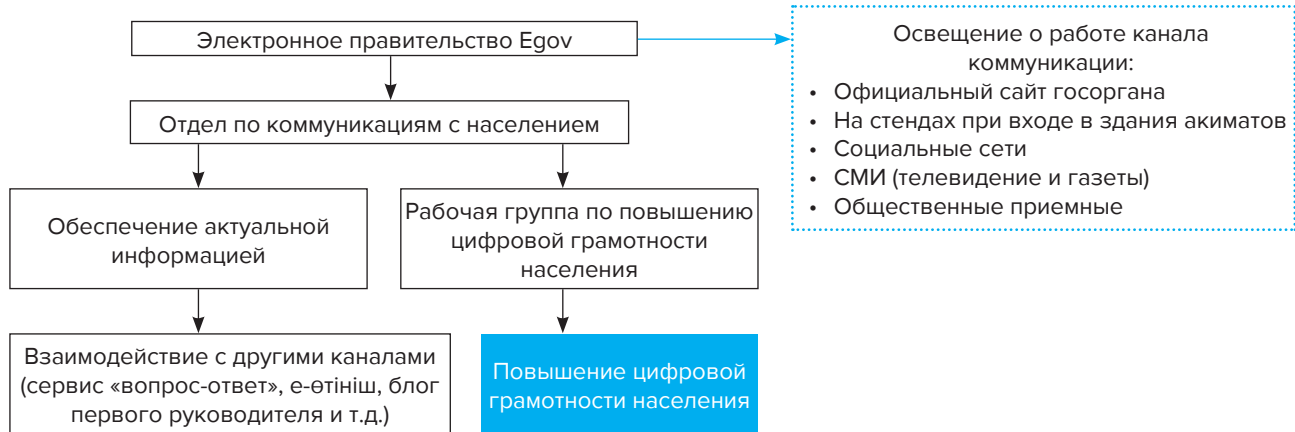 Электронное правительство Egov
Освещение о работе канала
коммуникации:
• Официальный сайт госоргана
• На стендах при входе в здания акиматов
• Социальные сети
• СМИ (телевидение и газеты)
• Общественные приемные
Отдел по коммуникациям с населением
Обеспечение актуальной
информацией
Рабочая группа по повышению
цифровой грамотности
населения
Взаимодействие с другими каналами
(сервис «вопрос-ответ», е-өтініш, блог
первого руководителя и т.д.)
Повышение цифровой
грамотности населения